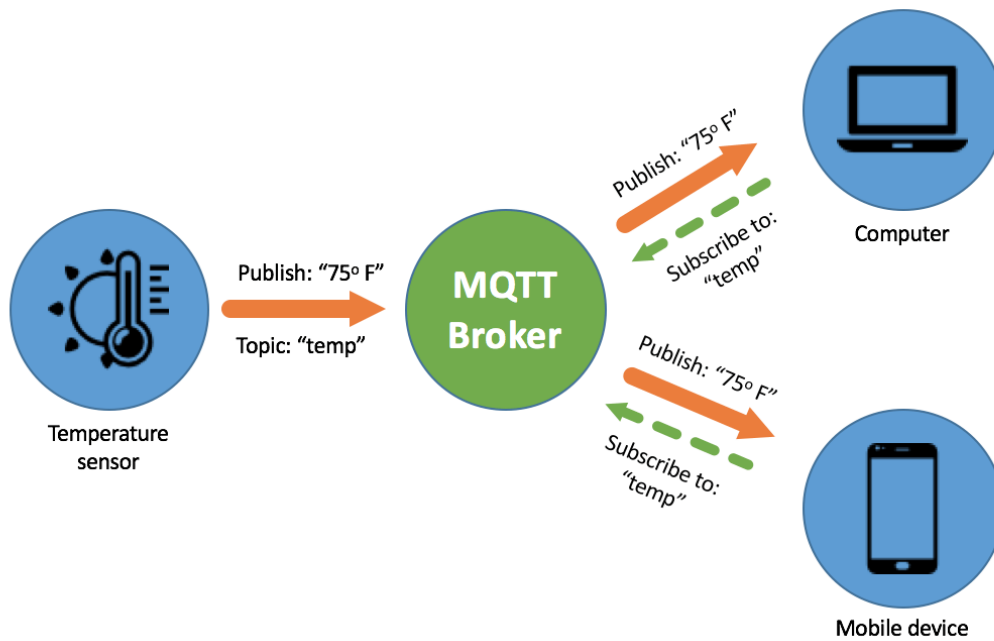 Publish: “75º F”
Topic: “temp”
Temperature
sensor
MQTT
Broker
Publish: “75º F”
Subscribe to:
“temp”
Computer
Publish: “75º F”
Subscribe to:
“temp”
Mobile device